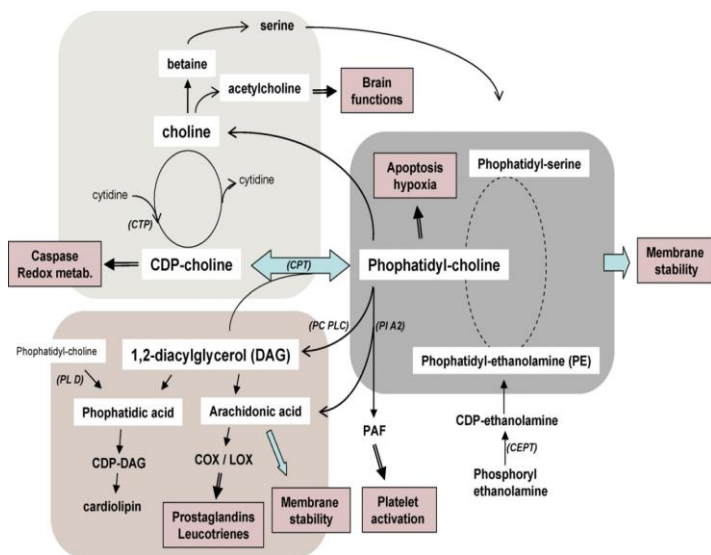 serine
betaine
acetylcholine
Brain
functions
choline
Phophatidyl-serine
Apoptosis
hypoxia
cytidine
cytidine
(CTP)
Caspase
Redox metab.
CDP-choline
(CPT)
Phophatidyl-choline
Membrane
stability
(PC PLC)
(PI A2)
Phophatidyl-choline
1,2-diacylglycerol (DAG)
Phophatidyl-ethanolamine (PE)
(PL D)
Phophatidic acid
Arachidonic acid
PAF
CDP-ethanolamine
(CEPT)
CDP-DAG
COX / LOX
Phosphoryl
ethanolamine
cardiolipin
Prostaglandins
Leucotrienes
Membrane
stability
Platelet
activation